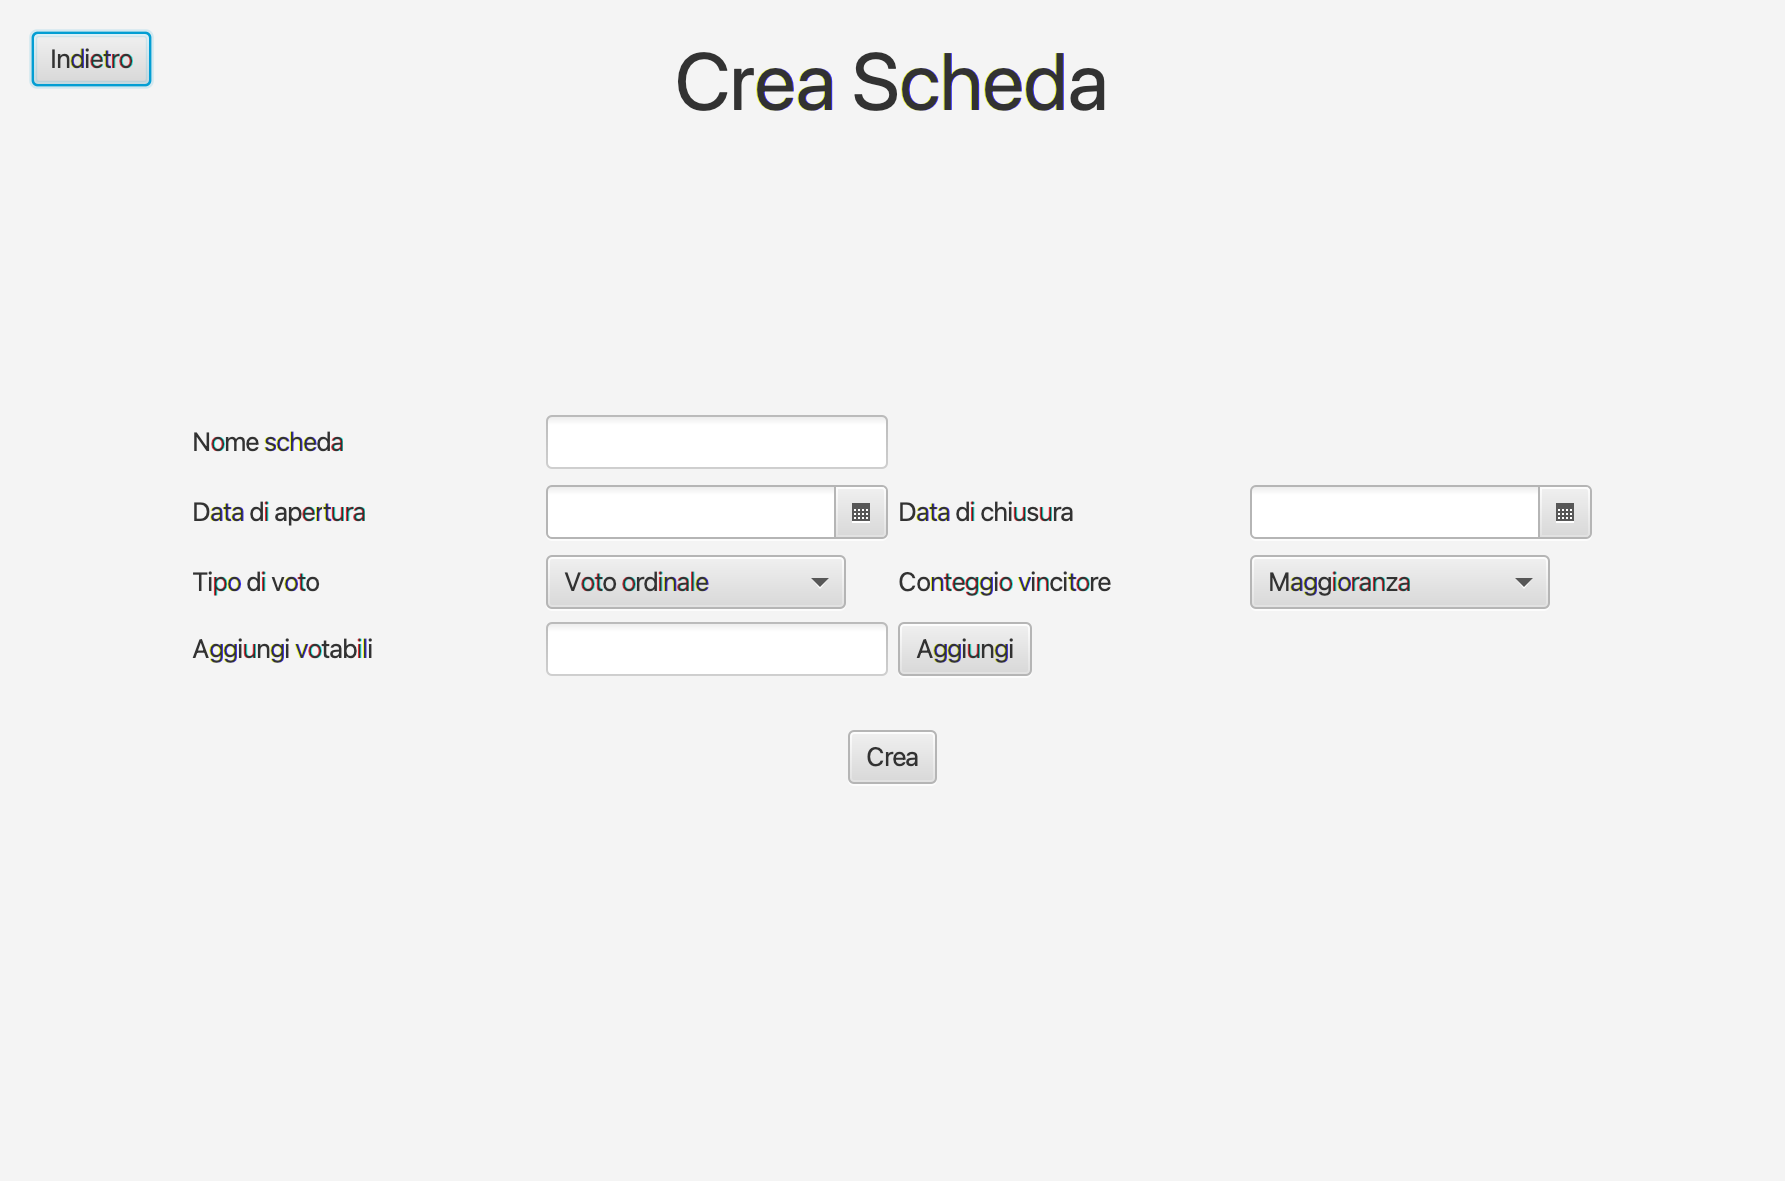 Indietro
Crea Scheda
Nome scheda
Data di apertura Data di chiusura
Tipo di voto Voto ordinale Conteggio vincitore Maggioranza
Aggiungi votabili Aggiungi
Crea